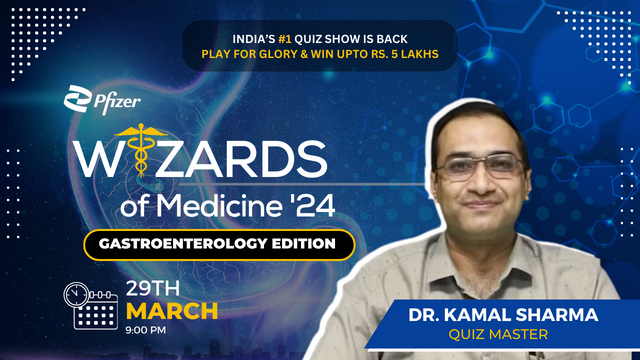 INDIA'S #1 QUIZ SHOW IS BACK
PLAY FOR GLORY & WIN UPTO RS. 5 LAKHS
Pfizer
WIZARDS
of Medicine '24
GASTROENTEROLOGY EDITION
29TH
MARCH
9:00 PM
DR. KAMAL SHARMA
QUIZ MASTER